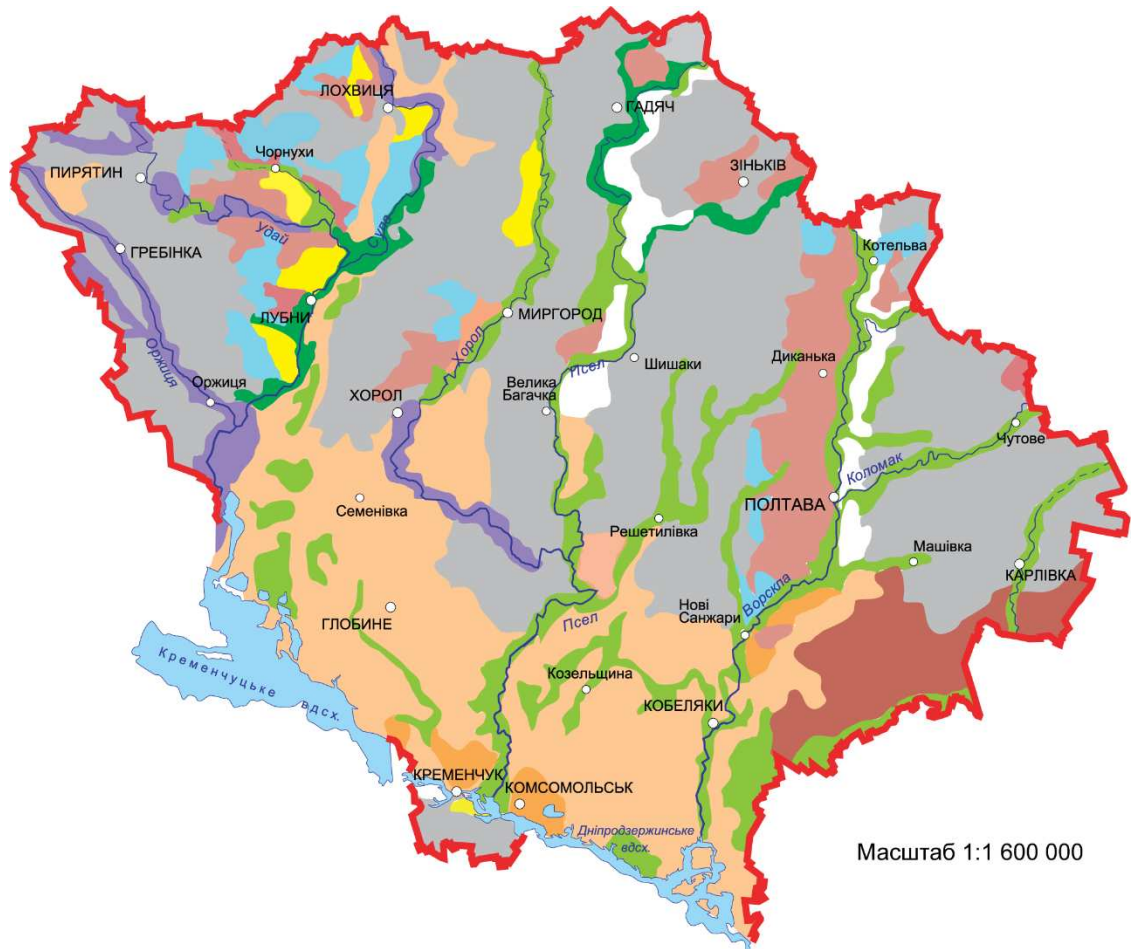 ЛОХВИЦЯ
ГАДЯЧ
Чорнухи
ПИРЯТИН
ЗІНЬКІВ
Удай
Сула
ГРЕБІНКА
Котельва
ЛУБНИ
МИРГОРОД
Хорол
Оржиця
Псел
Шишаки
Диканька
Оржиця
ХОРОЛ
Велика
Багачка
Чутове
Коломак
Семенівка
ПОЛТАВА
Решетилівка
Машівка
КАРЛІВКА
ГЛОБИНЕ
Псел
Нові
Санжари
Ворскла
Кременчуцьке
вдсх.
Козельщина
КОБЕЛЯКИ
КРЕМЕНЧУК
КОМСОМОЛЬСЬК
Дніпродзержинське
вдсх.
Масштаб 1:1 600 000